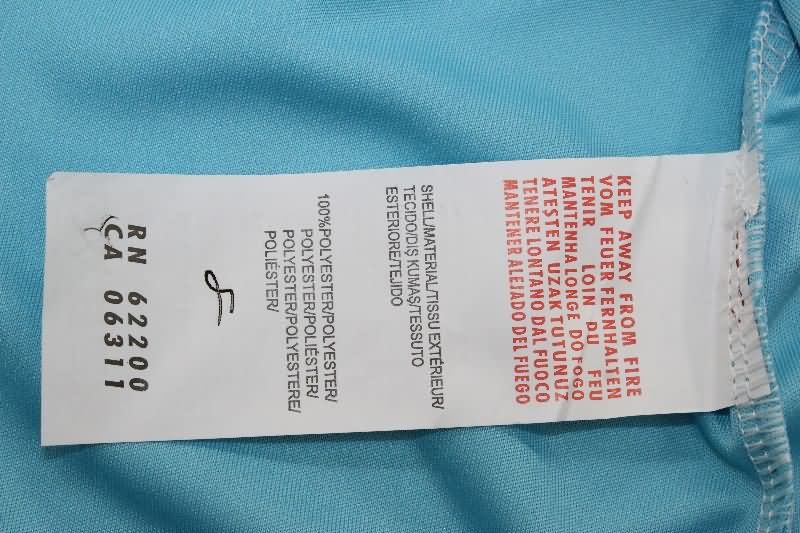 KEEP AWAY FROM FIRE
VOM FEUER FERNHALTEN
TENIR LOIN DU FEU
MANTENHA LONGE DO FOGO
ATESTEN UZAK TUTUNUZ
TENERE LONTANO DAL FUOCO
MANTENER ALEJADO DEL FUEGO
SHELL/MATERIAL/TISSU EXTÉRIEUR/
TECIDO/DIŞ KUMAŞ/TESSUTO
ESTERIORE/TEJIDO
100%POLYESTER/POLYESTER/
POLYESTER/POLIÉSTER/
POLYESTER/POLYESTERE/
POLIÉSTER/
RN 62200
CA 06311